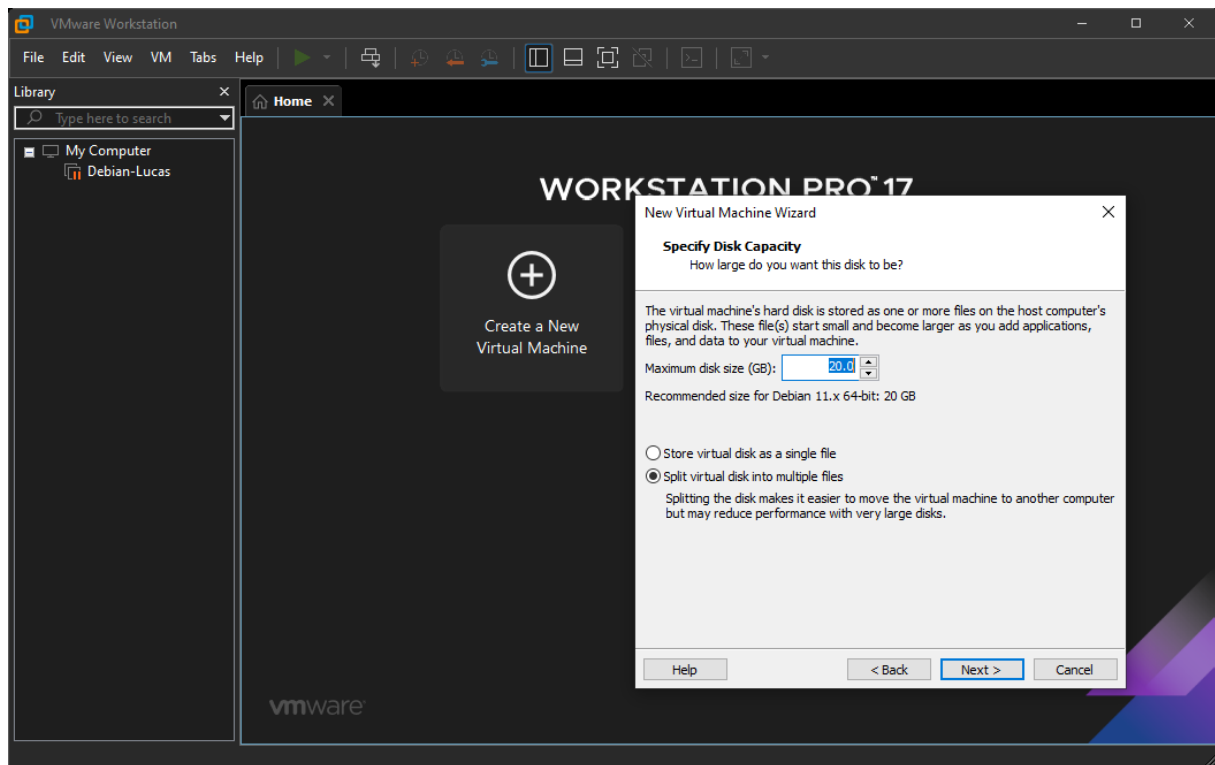 VMware Workstation
File Edit View VM Tabs Help
Library
Type here to search
My Computer
Debian-Lucas
Home
WORKSTATION PRO™ 17
Create a New
Virtual Machine
New Virtual Machine Wizard
Specify Disk Capacity
How large do you want this disk to be?
The virtual machine's hard disk is stored as one or more files on the host computer's
physical disk. These file(s) start small and become larger as you add applications,
files, and data to your virtual machine.
Maximum disk size (GB): 20.0
Recommended size for Debian 11.x 64-bit: 20 GB
Store virtual disk as a single file
Split virtual disk into multiple files
Splitting the disk makes it easier to move the virtual machine to another computer
but may reduce performance with very large disks.
Help < Back Next > Cancel
vmware